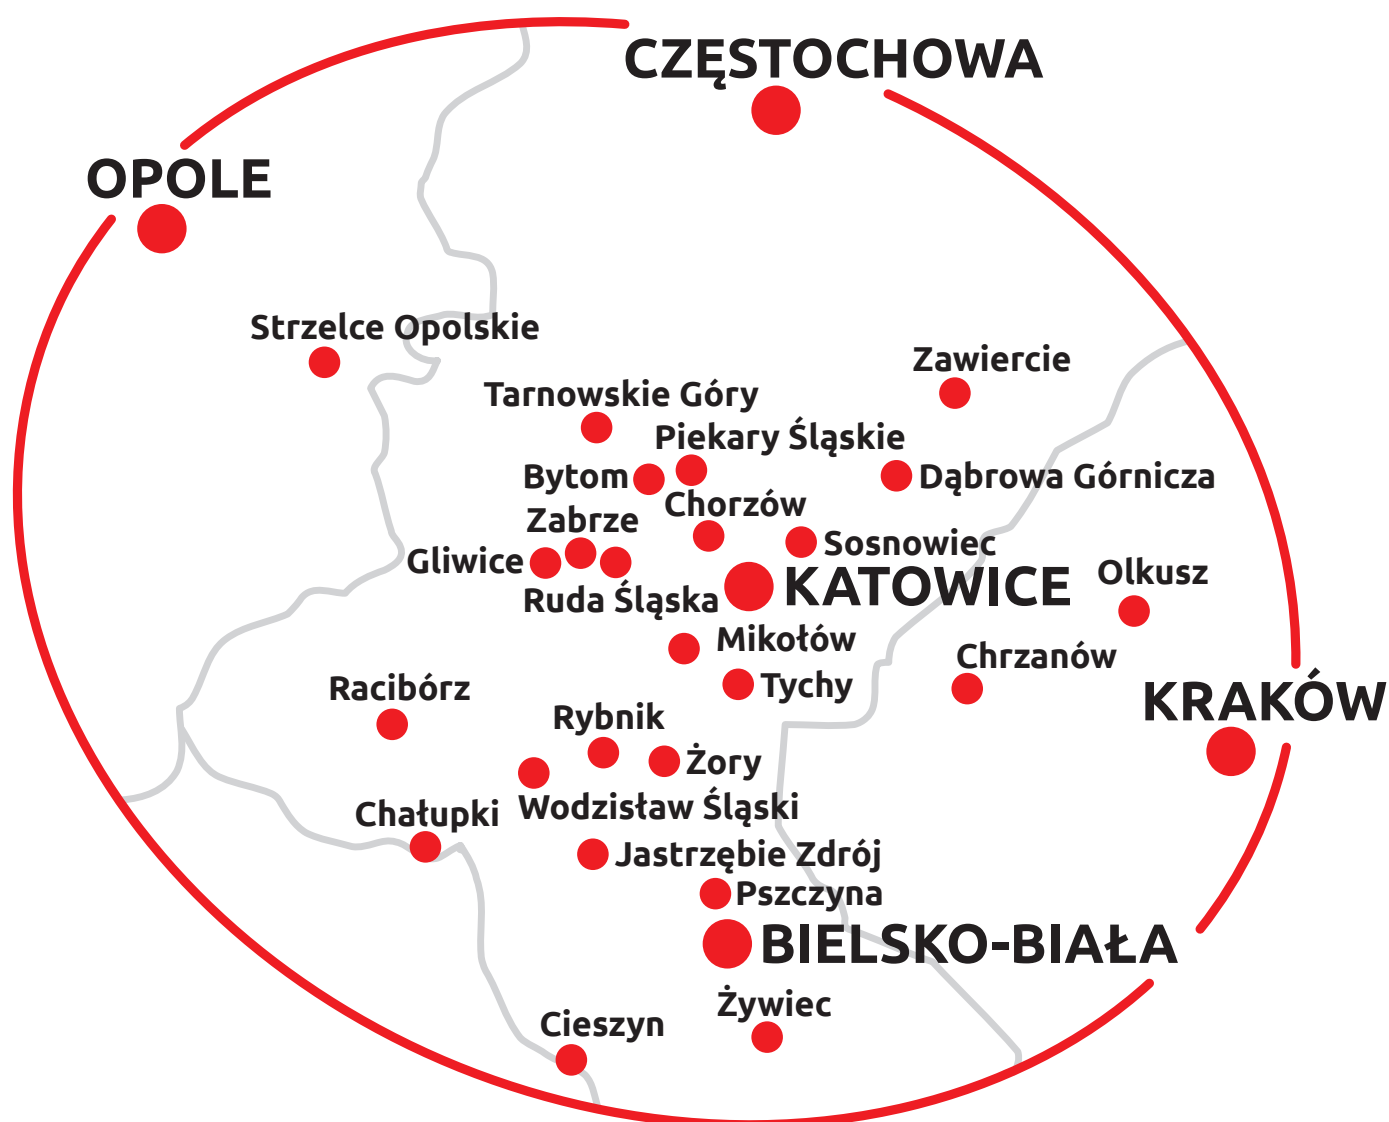 CZĘSTOCHOWA
OPOLE
Strzelce Opolskie
Zawiercie
Tarnowskie Góry
Piekary Śląskie
Bytom
Dąbrowa Górnicza
Chorzów
Zabrze
Sosnowiec
Gliwice
KATOWICE
Olkusz
Ruda Śląska
Mikołów
Chrzanów
Tychy
Racibórz
KRAKÓW
Rybnik
Żory
Wodzisław Śląski
Chałupki
Jastrzębie Zdrój
Pszczyna
BIELSKO-BIAŁA
Żywiec
Cieszyn